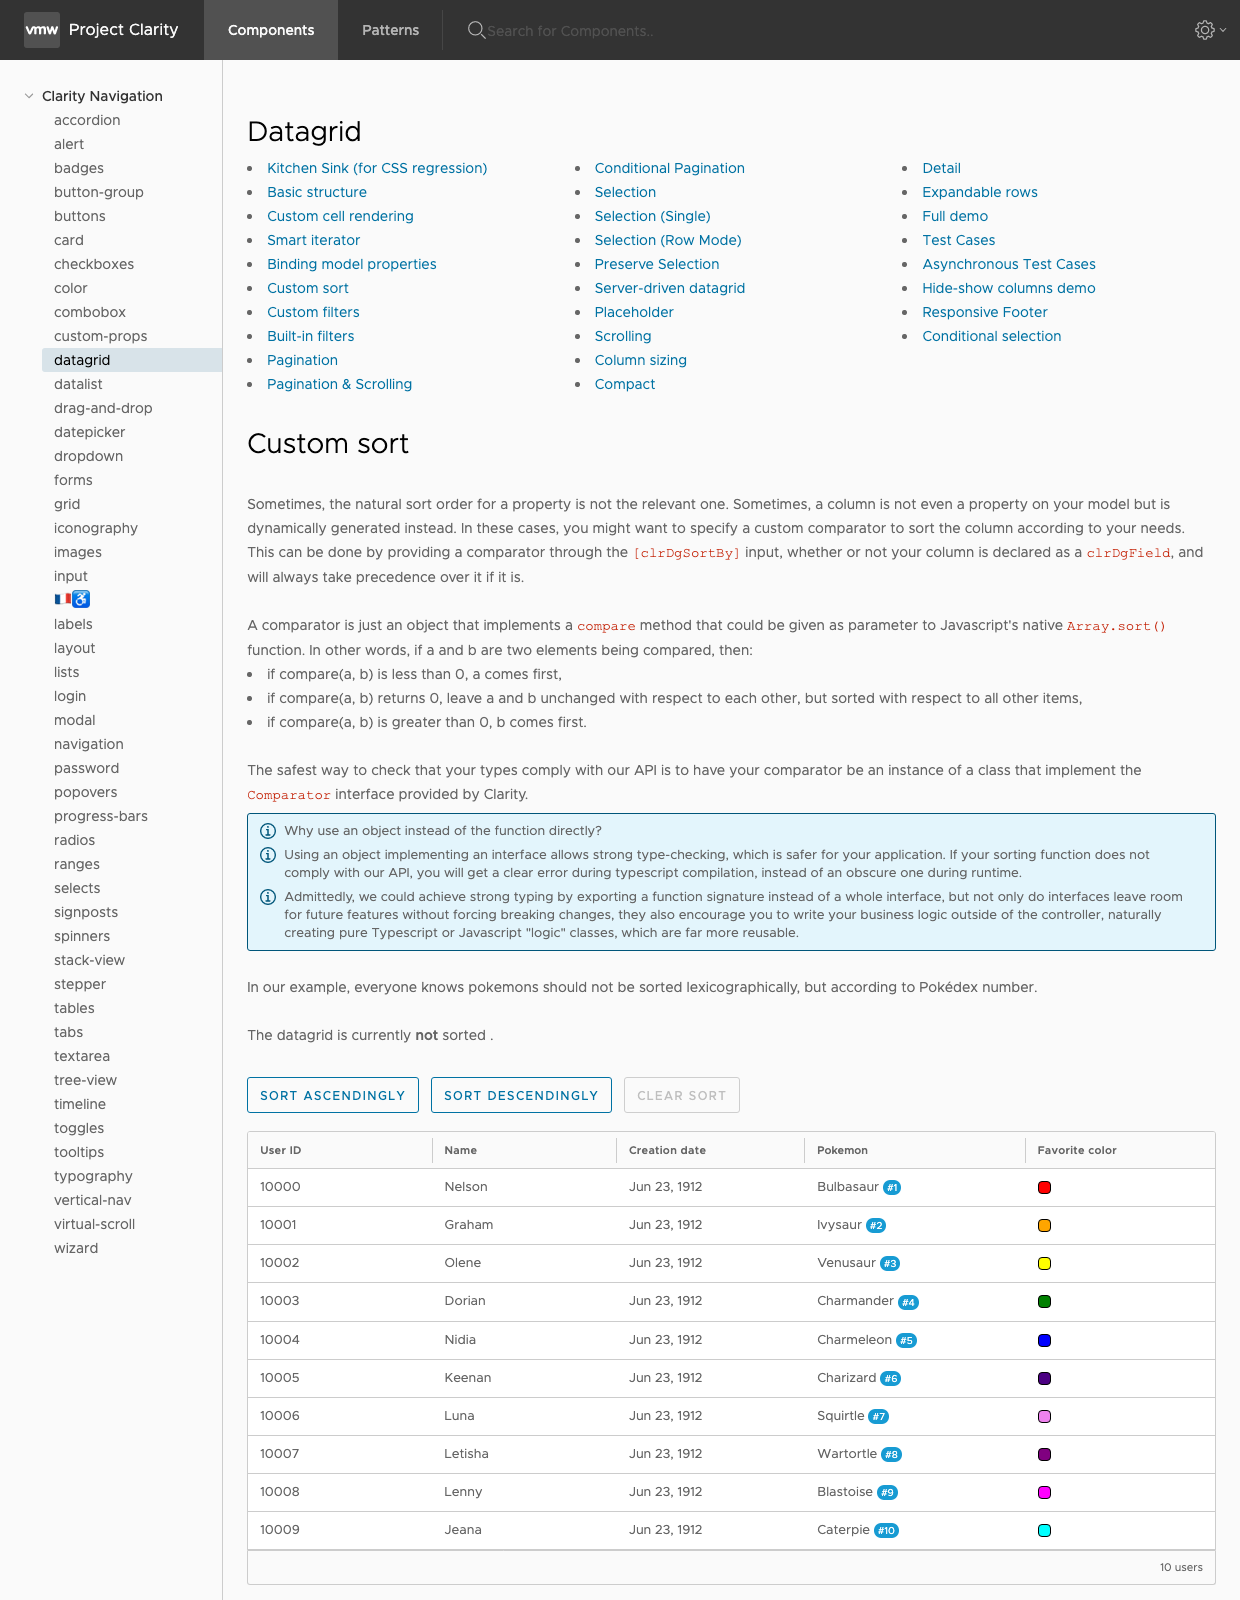 vmw Project Clarity Components Patterns Search for Components..
Clarity Navigation
accordion
alert
badges
button-group
buttons
card
checkboxes
color
combobox
custom-props
datagrid
datalist
drag-and-drop
datepicker
dropdown
forms
grid
iconography
images
input
🇫🇷♿
labels
layout
lists
login
modal
navigation
password
popovers
progress-bars
radios
ranges
selects
signposts
spinners
stack-view
stepper
tables
tabs
textarea
tree-view
timeline
toggles
tooltips
typography
vertical-nav
virtual-scroll
wizard
Datagrid
• Kitchen Sink (for CSS regression)
• Basic structure
• Custom cell rendering
• Smart iterator
• Binding model properties
• Custom sort
• Custom filters
• Built-in filters
• Pagination
• Pagination & Scrolling
• Conditional Pagination
• Selection
• Selection (Single)
• Selection (Row Mode)
• Preserve Selection
• Server-driven datagrid
• Placeholder
• Scrolling
• Column sizing
• Compact
• Detail
• Expandable rows
• Full demo
• Test Cases
• Asynchronous Test Cases
• Hide-show columns demo
• Responsive Footer
• Conditional selection
Custom sort
Sometimes, the natural sort order for a property is not the relevant one. Sometimes, a column is not even a property on your model but is
dynamically generated instead. In these cases, you might want to specify a custom comparator to sort the column according to your needs.
This can be done by providing a comparator through the [clrDgSortBy] input, whether or not your column is declared as a clrDgField, and
will always take precedence over it if it is.
A comparator is just an object that implements a compare method that could be given as parameter to Javascript's native Array.sort()
function. In other words, if a and b are two elements being compared, then:
• if compare(a, b) is less than 0, a comes first,
• if compare(a, b) returns 0, leave a and b unchanged with respect to each other, but sorted with respect to all other items,
• if compare(a, b) is greater than 0, b comes first.
The safest way to check that your types comply with our API is to have your comparator be an instance of a class that implement the
Comparator interface provided by Clarity.
Why use an object instead of the function directly?
Using an object implementing an interface allows strong type-checking, which is safer for your application. If your sorting function does not
comply with our API, you will get a clear error during typescript compilation, instead of an obscure one during runtime.
Admittedly, we could achieve strong typing by exporting a function signature instead of a whole interface, but not only do interfaces leave room
for future features without forcing breaking changes, they also encourage you to write your business logic outside of the controller, naturally
creating pure Typescript or Javascript "logic" classes, which are far more reusable.
In our example, everyone knows pokemons should not be sorted lexicographically, but according to Pokédex number.
The datagrid is currently not sorted .
SORT ASCENDINGLY SORT DESCENDINGLY CLEAR SORT
User ID Name Creation date Pokemon Favorite color
10000 Nelson Jun 23, 1912 Bulbasaur #1
10001 Graham Jun 23, 1912 Ivysaur #2
10002 Olene Jun 23, 1912 Venusaur #3
10003 Dorian Jun 23, 1912 Charmander #4
10004 Nidia Jun 23, 1912 Charmeleon #5
10005 Keenan Jun 23, 1912 Charizard #6
10006 Luna Jun 23, 1912 Squirtle #7
10007 Letisha Jun 23, 1912 Wartortle #8
10008 Lenny Jun 23, 1912 Blastoise #9
10009 Jeana Jun 23, 1912 Caterpie #10
10 users